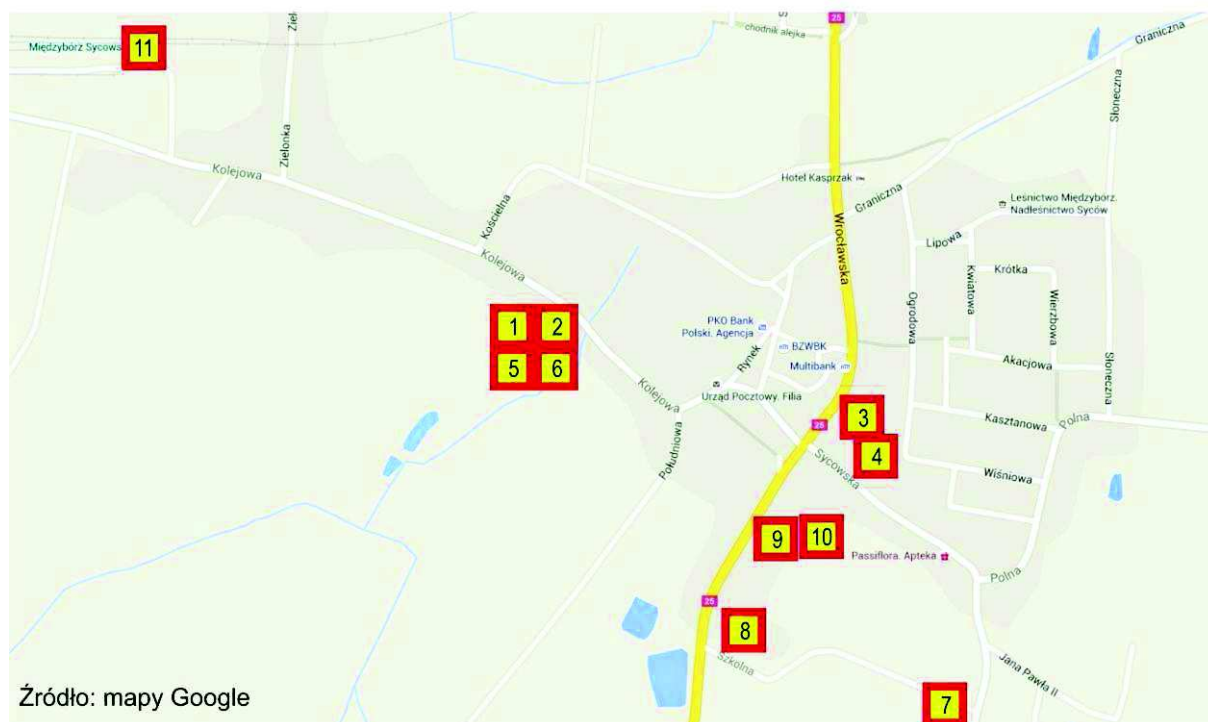 25
S
chodnik alejka
Graniczna
Międzybórz Sycows
11
Ziel
Słoneczna
Zielonka
Kolejowa
Hotel Kasprzak
Leśnictwo Międzybórz.
Nadleśnictwo Syców
Kościelna
Graniczna
Lipowa
Wrocławska
Kolejowa
Kwiatowa
Krótka
Ogrodowa
Wierzbowa
1
2
PKO Bank
Polski. Agencja
BZWBK
Rynek
Multibank
Akacjowa
Słoneczna
5
6
Kolejowa
Urząd Pocztowy. Filia
3
25
Kasztanowa
Polna
Południowa
4
Sycowska
Wiśniowa
9
10
Passiflora. Apteka
Polna
25
8
Szkolna
Jana Pawła II
Źródło: mapy Google
7